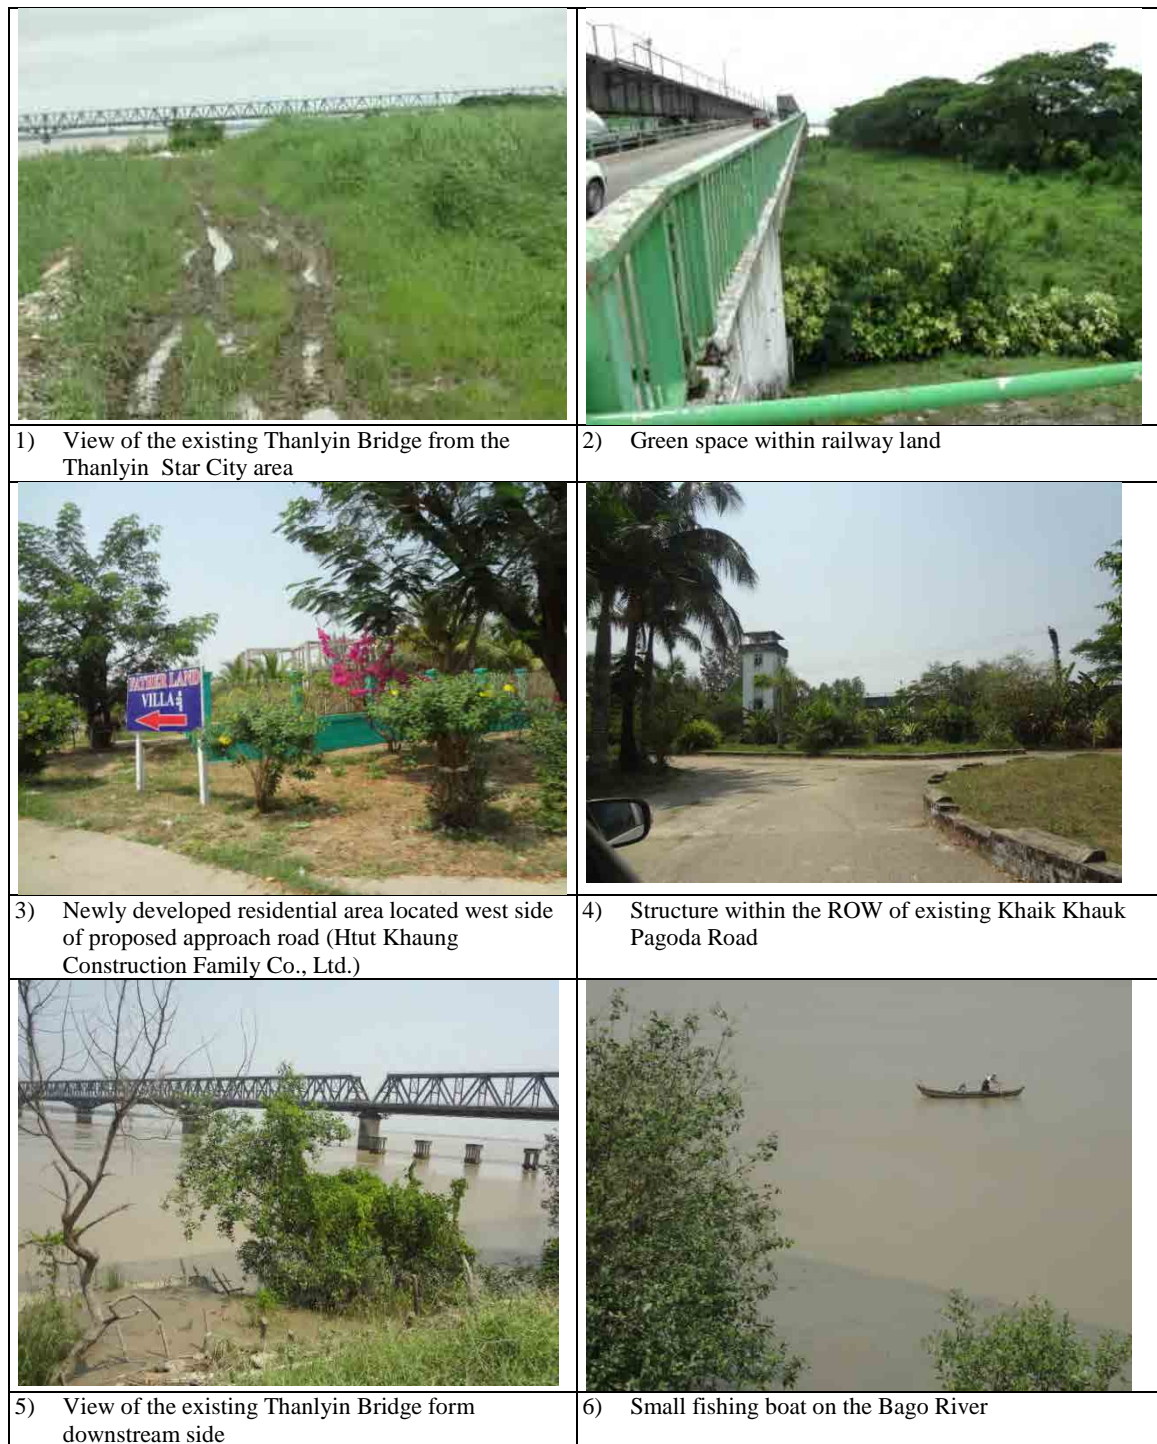 1) View of the existing Thanlyin Bridge from the
Thanlyin Star City area
2) Green space within railway land
FATHER LAND
VILLA
3) Newly developed residential area located west side
of proposed approach road (Htut Khaung
Construction Family Co., Ltd.)
4) Structure within the ROW of existing Khaik Khauk
Pagoda Road
5) View of the existing Thanlyin Bridge form
downstream side
6) Small fishing boat on the Bago River